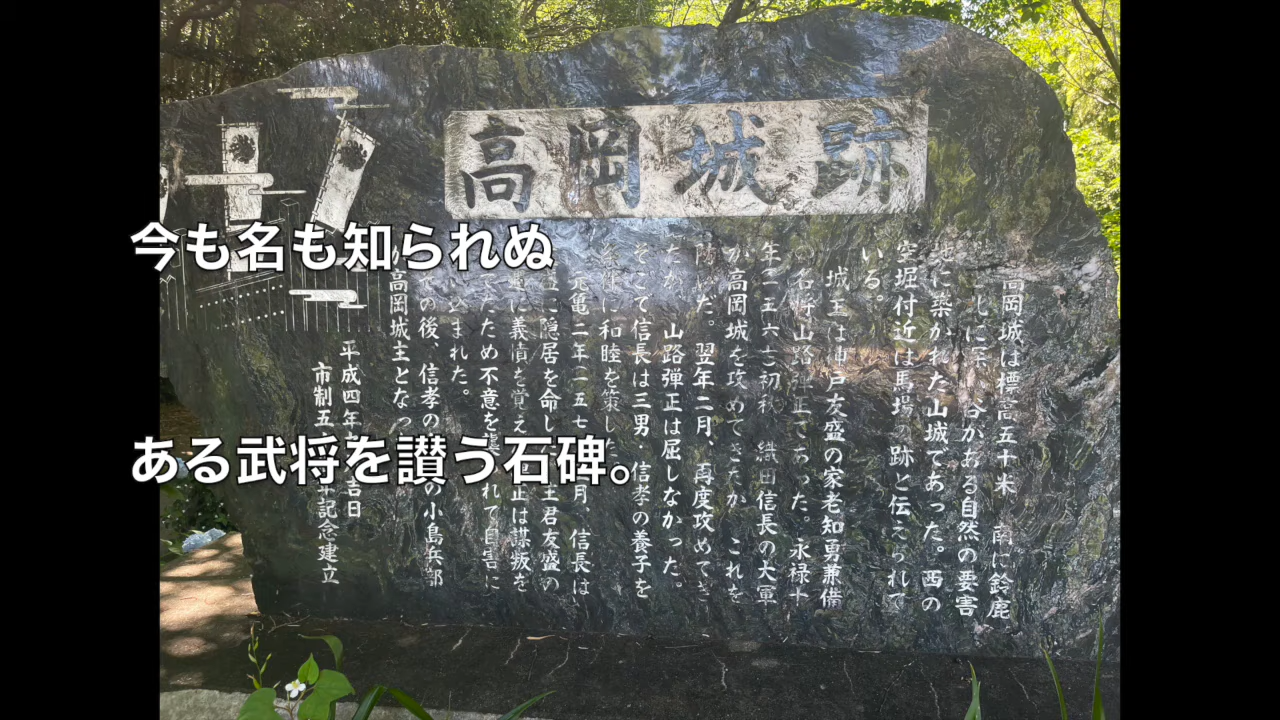 高岡城跡
高岡城は標高五十米 南に鈴鹿
谷がある自然の要害
に築かれた山城であった。西の
空堀付近は馬場の跡と伝えられて
いる。
城主は神戸友盛の家老知勇兼備
の名将山路弾正であった。永禄十
年(一五六七)初秋 織田信長の大軍
が高岡城を攻めてきたが これを
防いだ。翌年二月、再度攻めてき
たが、山路弾正は屈しなかった。
そこで信長は三男、信孝の養子を
に和睦を策し
元亀二年(一五七 月、信長は
に隠居を命じ 主君友盛の
に義憤を覚え 正は謀叛を
たため不意を れて自害に
込まれた。
その後、信孝の の小島兵部
が高岡城主となっ
平成四年 吉日
市制五 年記念建立
今も名も知られぬ
ある武将を讃う石碑。